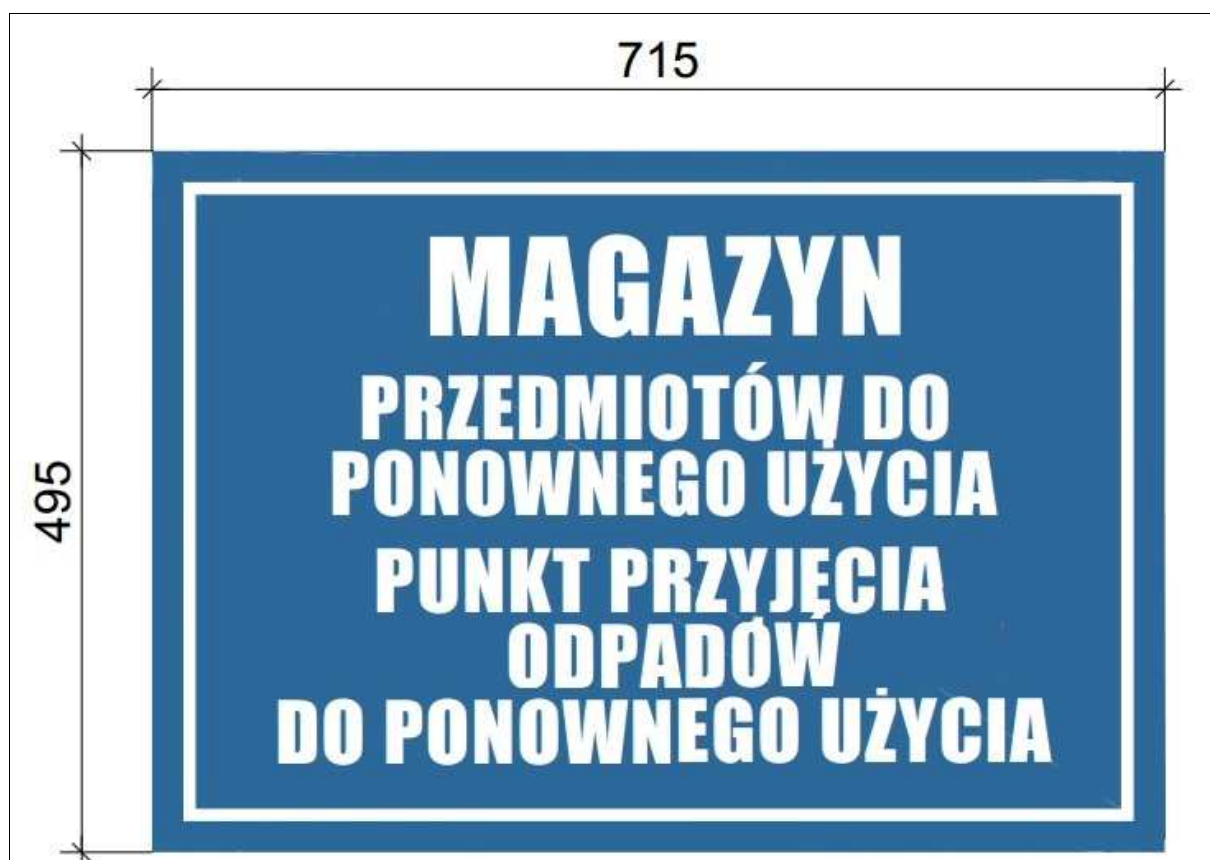 715
495
MAGAZYN
PRZEDMIOTÓW DO
PONOWNEGO UŻYCIA
PUNKT PRZYJĘCIA
ODPADÓW
DO PONOWNEGO UŻYCIA